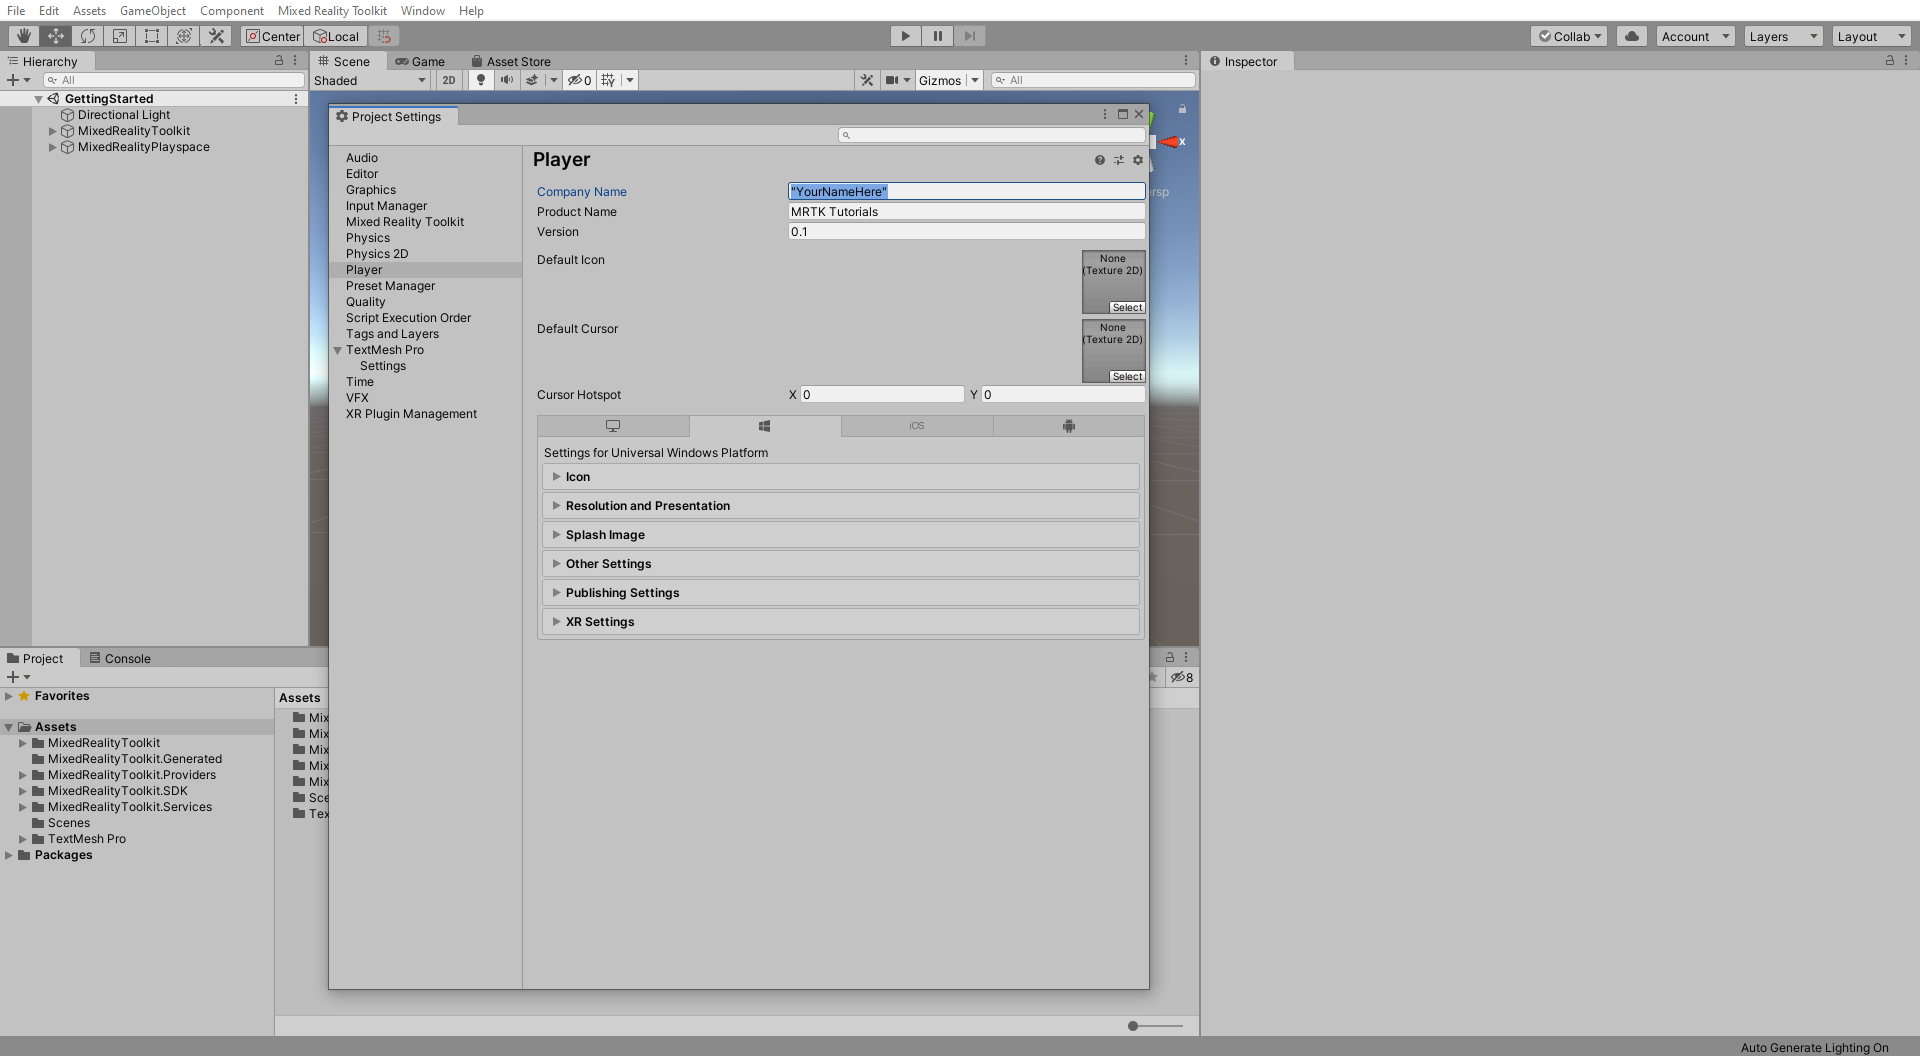 File Edit Assets GameObject Component Mixed Reality Toolkit Window Help
Center Local Collab Account Layers Layout
Hierarchy
All
GettingStarted
Directional Light
MixedRealityToolkit
MixedRealityPlayspace
Scene Game Asset Store
Shaded 2D 0 Gizmos All
x
ersp
Project Settings
Audio
Editor
Graphics
Input Manager
Mixed Reality Toolkit
Physics
Physics 2D
Player
Preset Manager
Quality
Script Execution Order
Tags and Layers
TextMesh Pro
Settings
Time
VFX
XR Plugin Management
Player
Company Name "YourNameHere"
Product Name MRTK Tutorials
Version 0.1
Default Icon
None
(Texture 2D)
Select
Default Cursor
None
(Texture 2D)
Select
Cursor Hotspot X 0 Y 0
iOS
Settings for Universal Windows Platform
Icon
Resolution and Presentation
Splash Image
Other Settings
Publishing Settings
XR Settings
Inspector
Project Console
8
Favorites
Assets
MixedRealityToolkit
MixedRealityToolkit.Generated
MixedRealityToolkit.Providers
MixedRealityToolkit.SDK
MixedRealityToolkit.Services
Scenes
TextMesh Pro
Packages
Assets
Mix
Mix
Mix
Mix
Mix
Sce
Tex
Auto Generate Lighting On